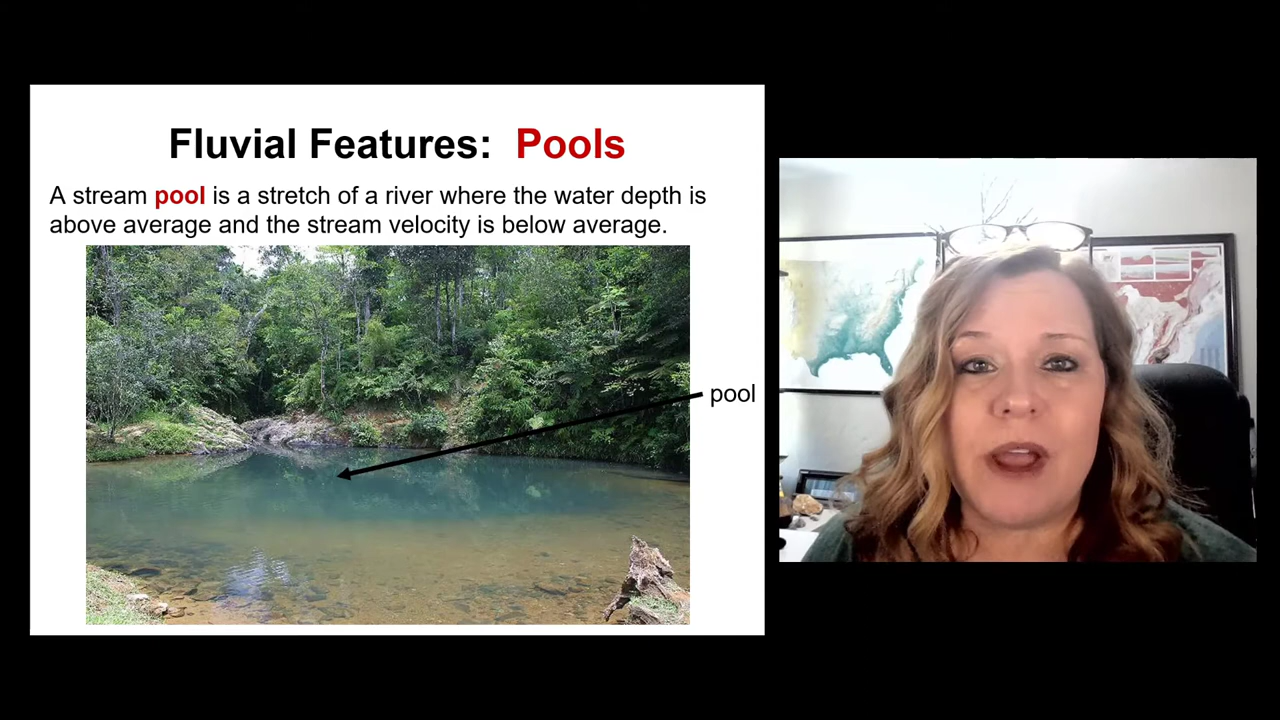 Fluvial Features: Pools
A stream pool is a stretch of a river where the water depth is
above average and the stream velocity is below average.
pool